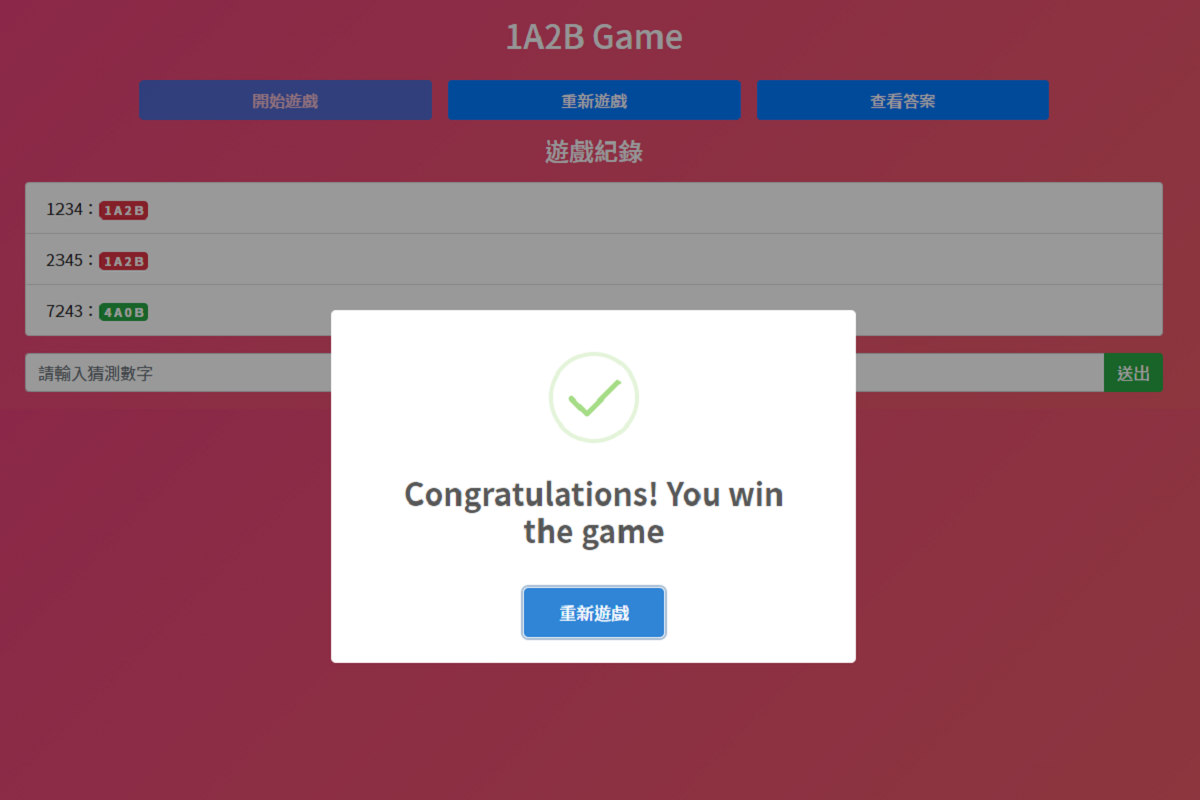 1A2B Game
開始遊戲
重新遊戲
查看答案
遊戲紀錄
1234：1A2B
2345：1A2B
7243：4A0B
請輸入猜測數字
送出
Congratulations! You win
the game
重新遊戲